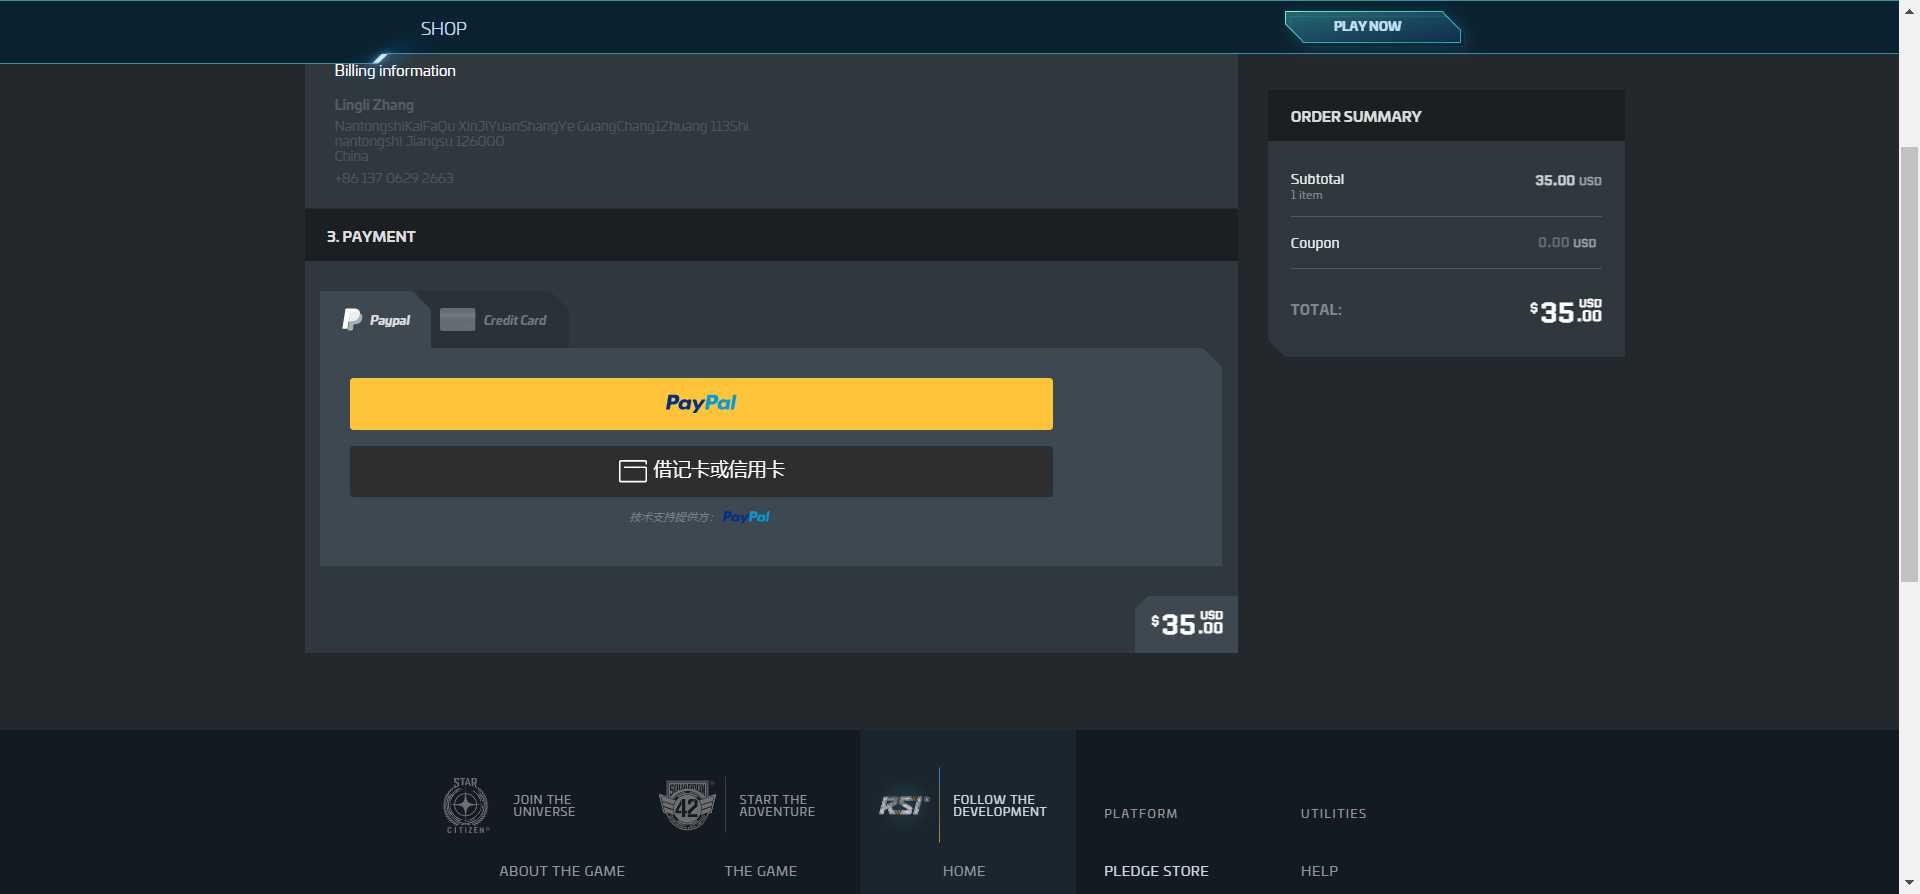 SHOP
PLAY NOW
Billing information
Lingli Zhang
NantongshiKaiFaQu XinJiYuanShangYe GuangChang1Zhuang 113Shi
nantongshi Jiangsu 126000
China
+86 137 0629 2663
3. PAYMENT
Paypal
Credit Card
PayPal
借记卡或信用卡
技术支持提供方： PayPal
$35.00 USD
ORDER SUMMARY
Subtotal 35.00 USD
1 item
Coupon 0.00 USD
TOTAL: $35.00 USD
STAR
CITIZEN®
JOIN THE
UNIVERSE
SQUADRON
42
START THE
ADVENTURE
RSI®
FOLLOW THE
DEVELOPMENT
PLATFORM
UTILITIES
ABOUT THE GAME
THE GAME
HOME
PLEDGE STORE
HELP